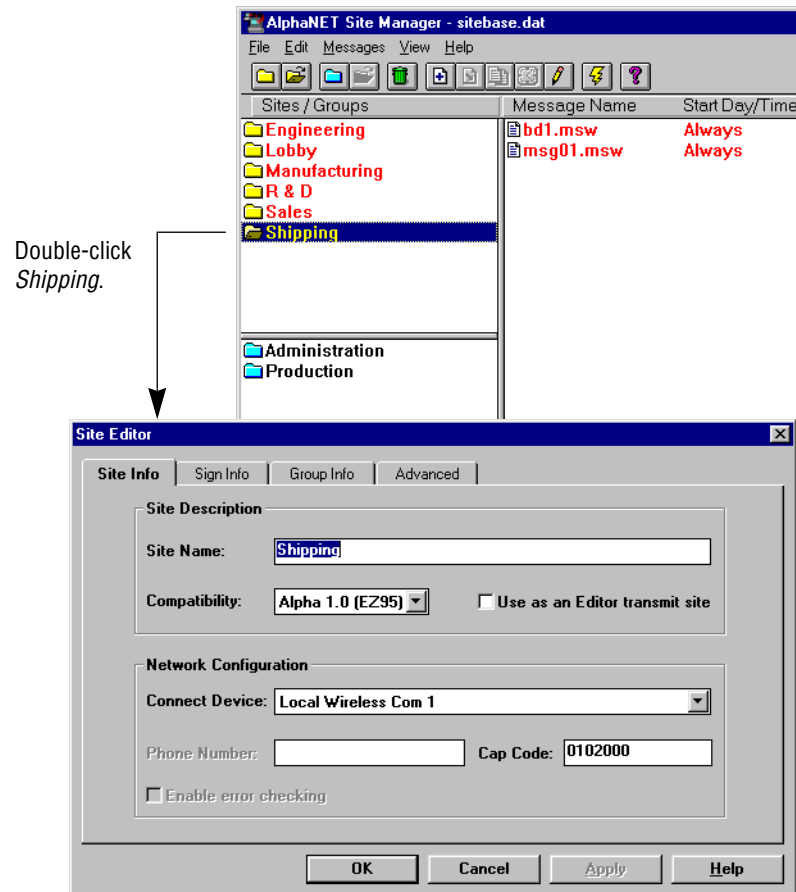 AlphaNET Site Manager - sitebase.dat
File Edit Messages View Help
Sites / Groups Message Name Start Day/Time
Engineering bd1.msw Always
Lobby msg01.msw Always
Manufacturing
R & D
Sales
Shipping
Double-click
Shipping.
Administration
Production
Site Editor
Site Info Sign Info Group Info Advanced
Site Description
Site Name: Shipping
Compatibility: Alpha 1.0 (EZ95) Use as an Editor transmit site
Network Configuration
Connect Device: Local Wireless Com 1
Phone Number: Cap Code: 0102000
Enable error checking
OK Cancel Apply Help